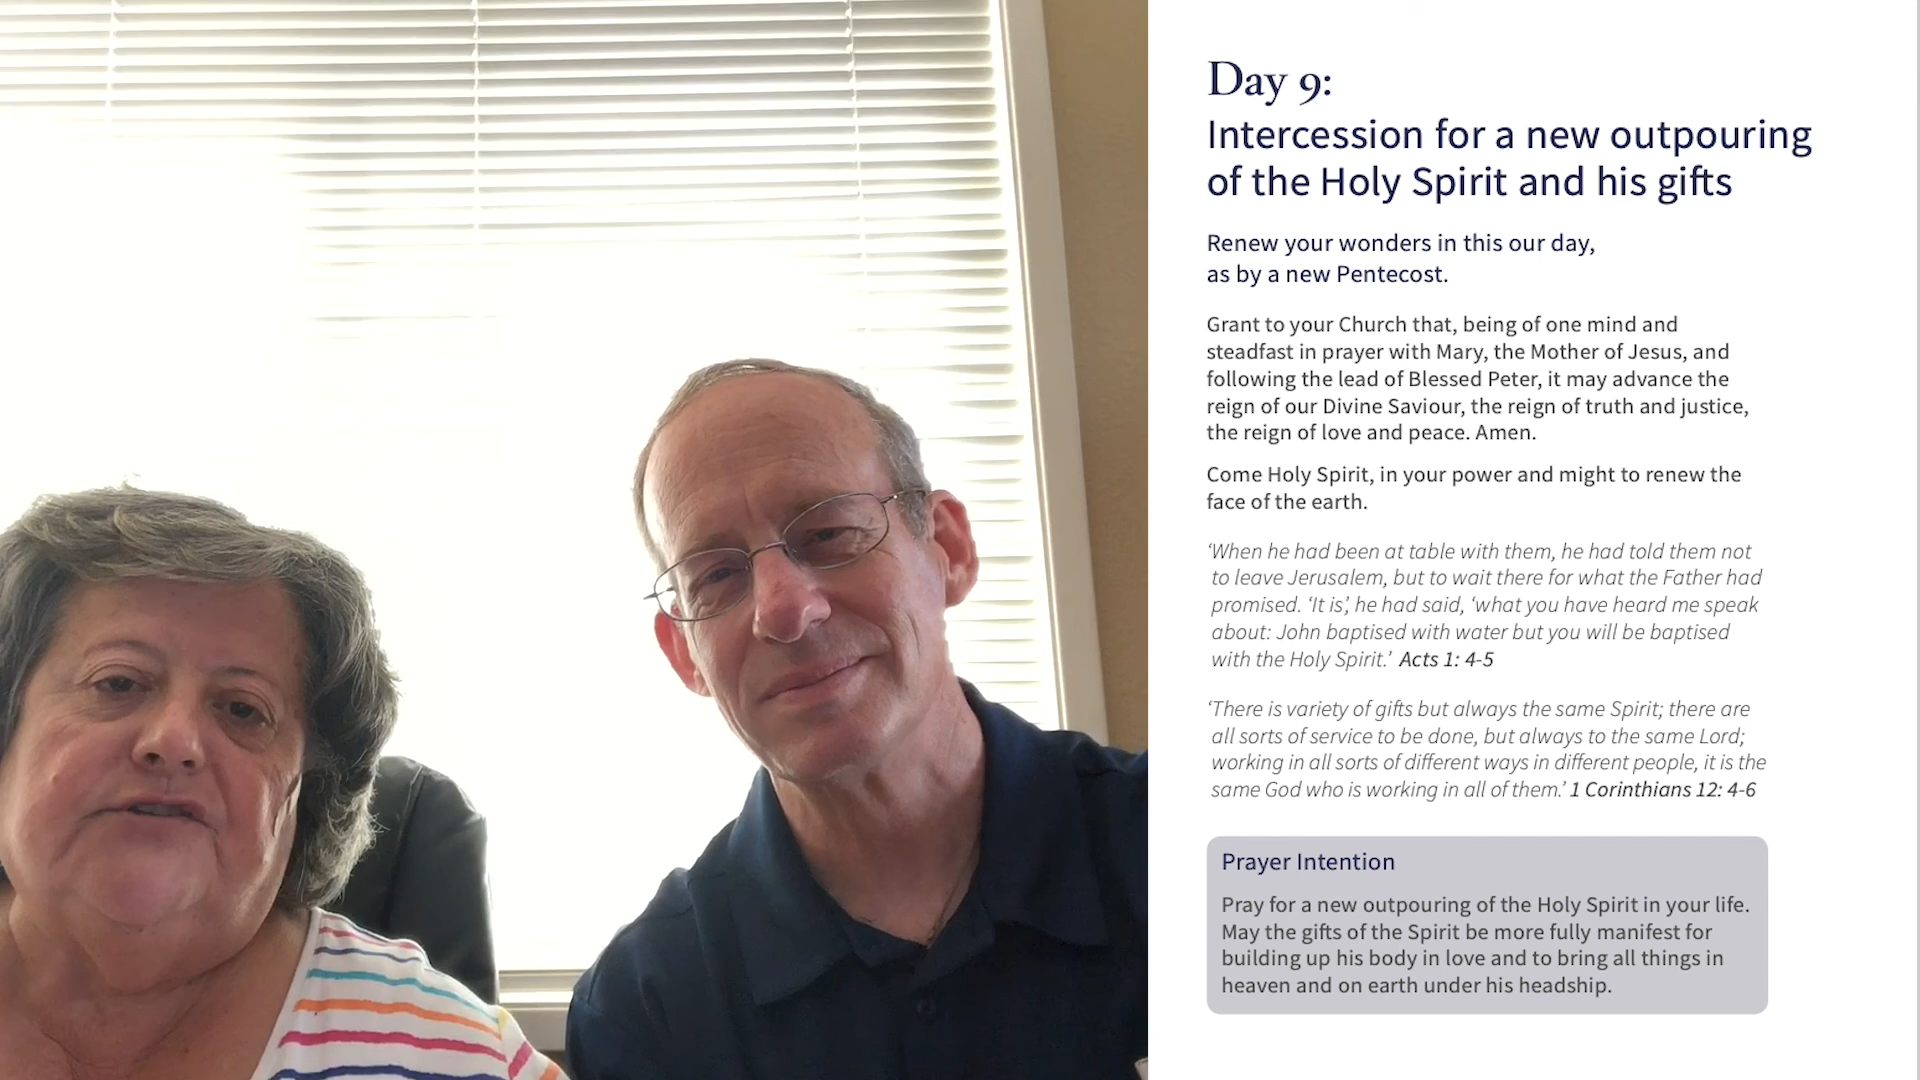 Day 9:
Intercession for a new outpouring
of the Holy Spirit and his gifts
Renew your wonders in this our day,
as by a new Pentecost.
Grant to your Church that, being of one mind and
steadfast in prayer with Mary, the Mother of Jesus, and
following the lead of Blessed Peter, it may advance the
reign of our Divine Saviour, the reign of truth and justice,
the reign of love and peace. Amen.
Come Holy Spirit, in your power and might to renew the
face of the earth.
‘When he had been at table with them, he had told them not
to leave Jerusalem, but to wait there for what the Father had
promised. ‘It is’, he had said, ‘what you have heard me speak
about: John baptised with water but you will be baptised
with the Holy Spirit.’ Acts 1: 4-5
‘There is variety of gifts but always the same Spirit; there are
all sorts of service to be done, but always to the same Lord;
working in all sorts of different ways in different people, it is the
same God who is working in all of them.’ 1 Corinthians 12: 4-6
Prayer Intention
Pray for a new outpouring of the Holy Spirit in your life.
May the gifts of the Spirit be more fully manifest for
building up his body in love and to bring all things in
heaven and on earth under his headship.